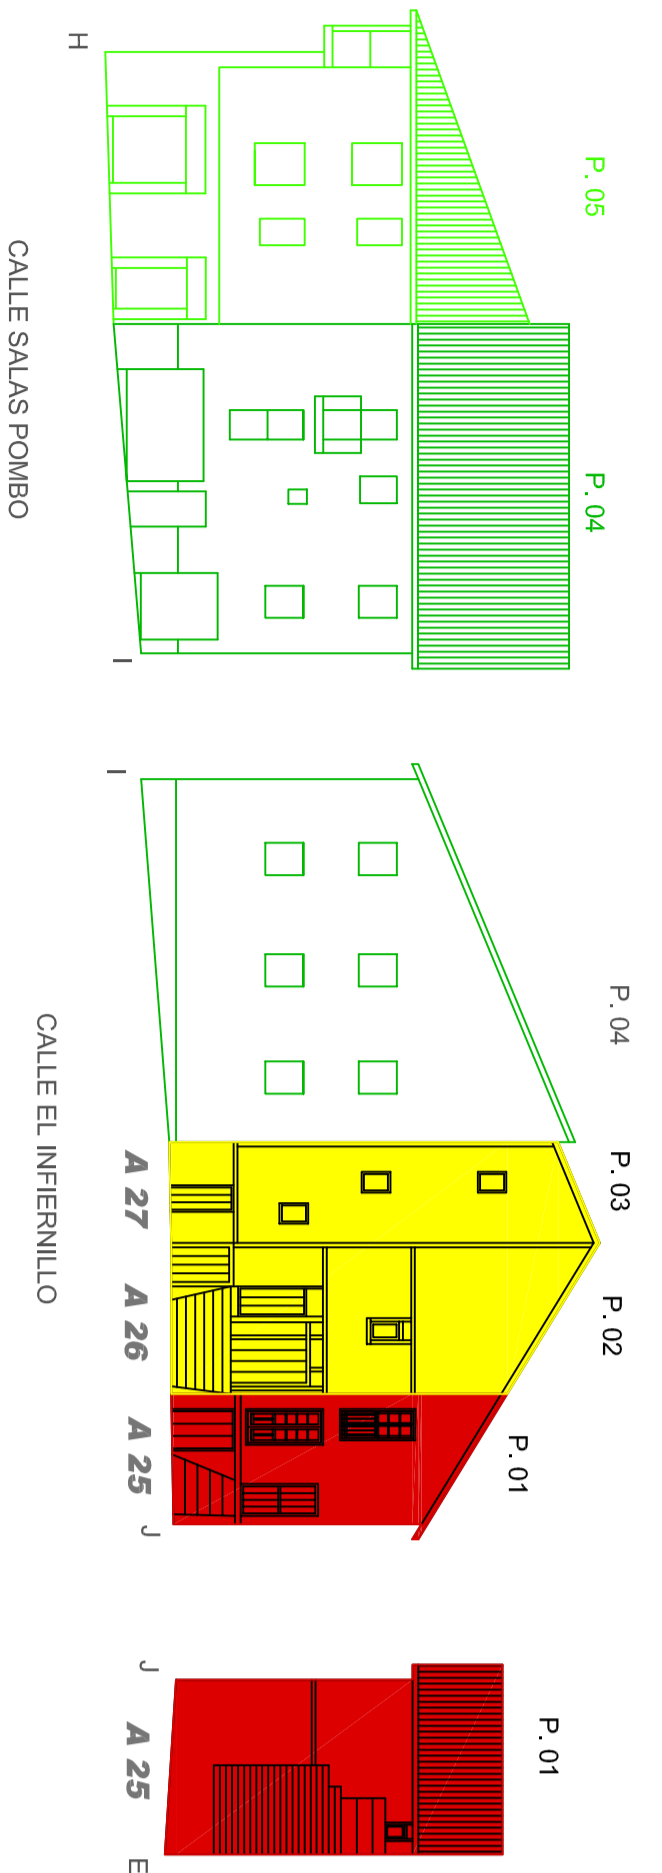 P. 05
P. 04
H
I
CALLE SALAS POMBO
P. 04
P. 03
P. 02
P. 01
I
A 27
A 26
A 25
J
CALLE EL INFIERNILLO
P. 01
J
A 25
E